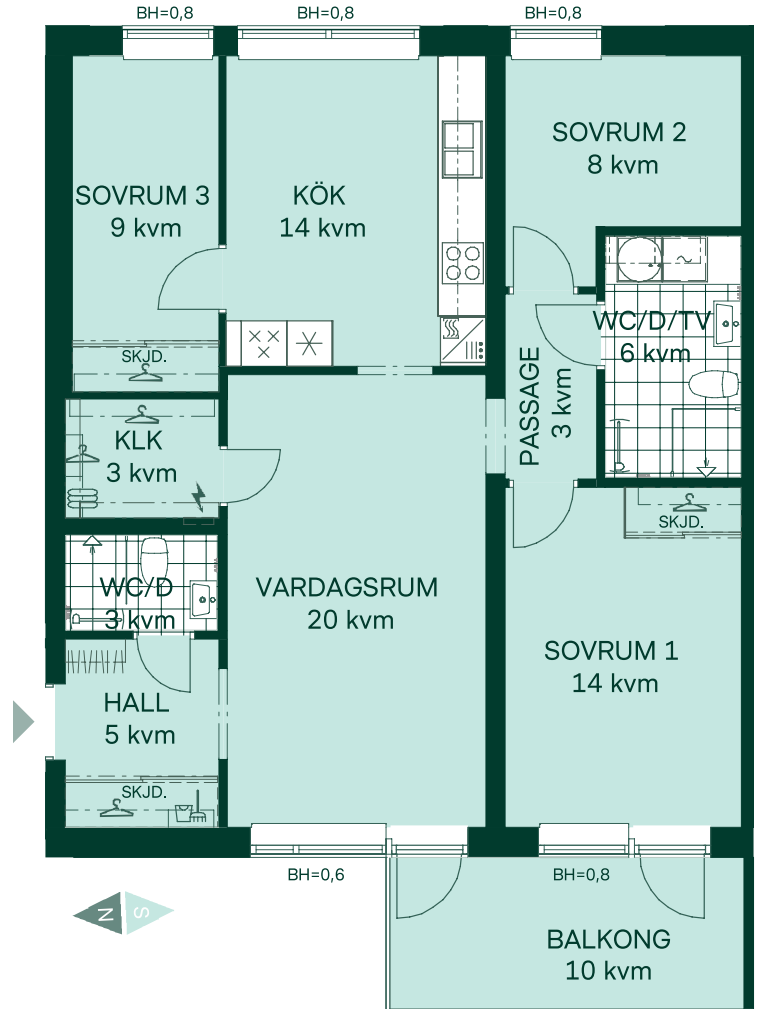 BH=0,8
BH=0,8
BH=0,8
SOVRUM 2
8 kvm
SOVRUM 3
9 kvm
KÖK
14 kvm
WC/D/TV
6 kvm
SKJD.
PASSAGE
3 kvm
KLK
3 kvm
SKJD.
WC/D
3 kvm
VARDAGSRUM
20 kvm
SOVRUM 1
14 kvm
HALL
5 kvm
SKJD.
BH=0,6
BH=0,8
N
S
BALKONG
10 kvm